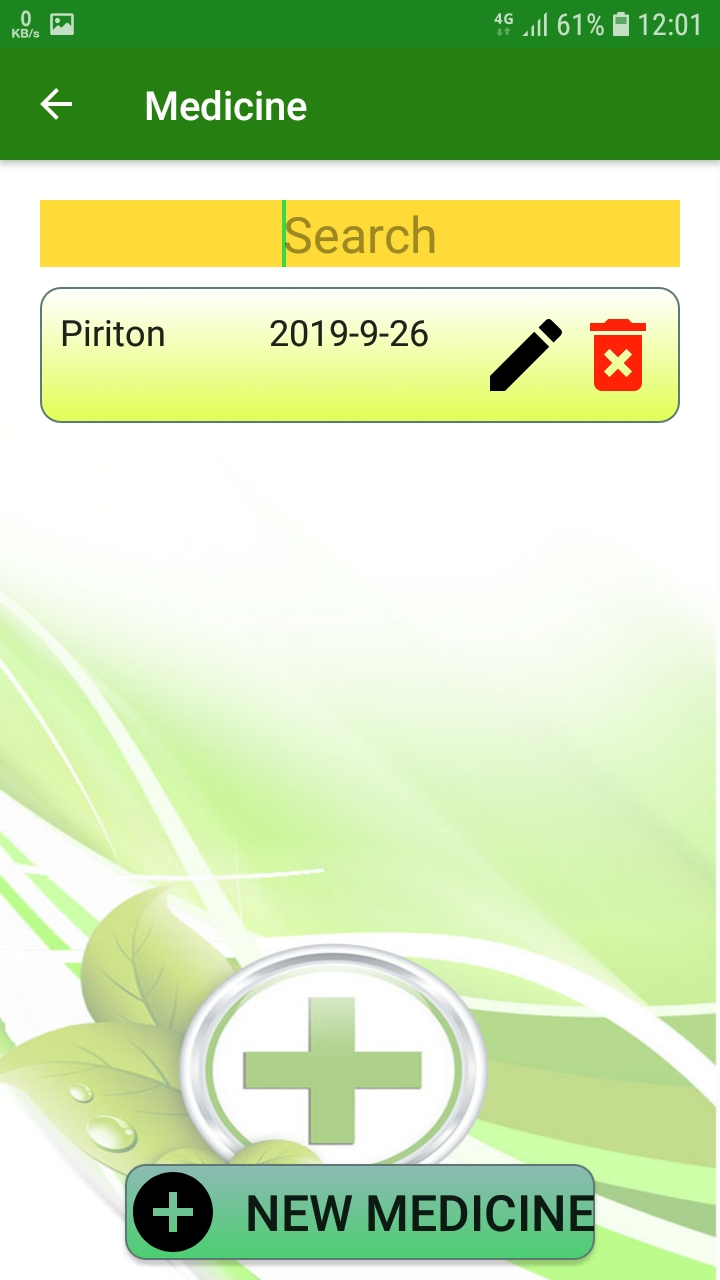 0
KB/s
4G 61% 12:01
Medicine
Search
Piriton 2019-9-26
NEW MEDICINE